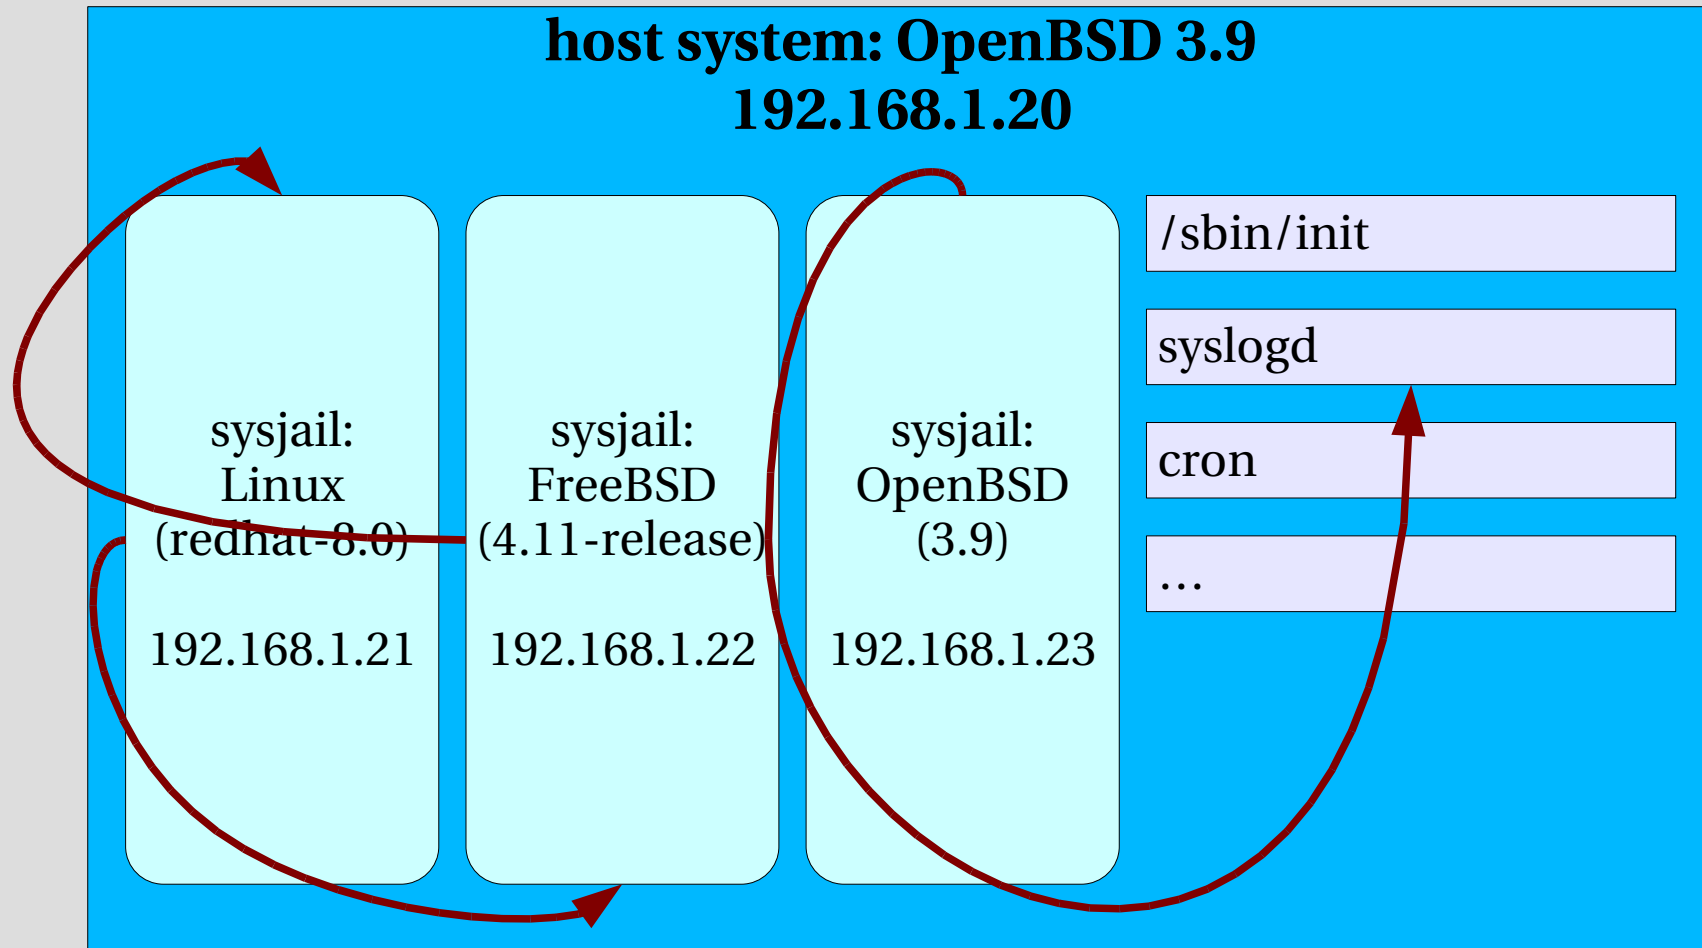 host system: OpenBSD 3.9
192.168.1.20
sysjail:
Linux
(redhat-8.0)
192.168.1.21
sysjail:
FreeBSD
(4.11-release)
192.168.1.22
sysjail:
OpenBSD
(3.9)
192.168.1.23
/sbin/init
syslogd
cron
...